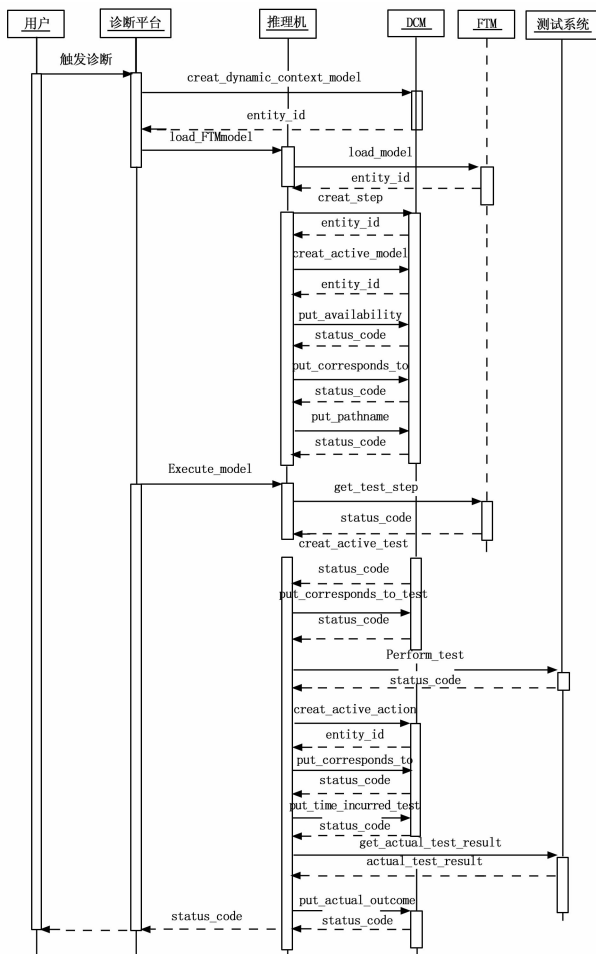 用户 诊断平台 推理机 DCM FTM 测试系统
触发诊断
creat_dynamic_context_model
entity_id
load_FTMmodel
load_model
entity_id
creat_step
entity_id
creat_active_model
entity_id
put_availability
status_code
put_corresponds_to
status_code
put_pathname
status_code
Execute_model
get_test_step
status_code
creat_active_test
status_code
put_corresponds_to_test
status_code
Perform_test
status_code
creat_active_action
entity_id
put_corresponds_to
status_code
put_time_incurred_test
status_code
get_actual_test_result
actual_test_result
put_actual_outcome
status_code status_code